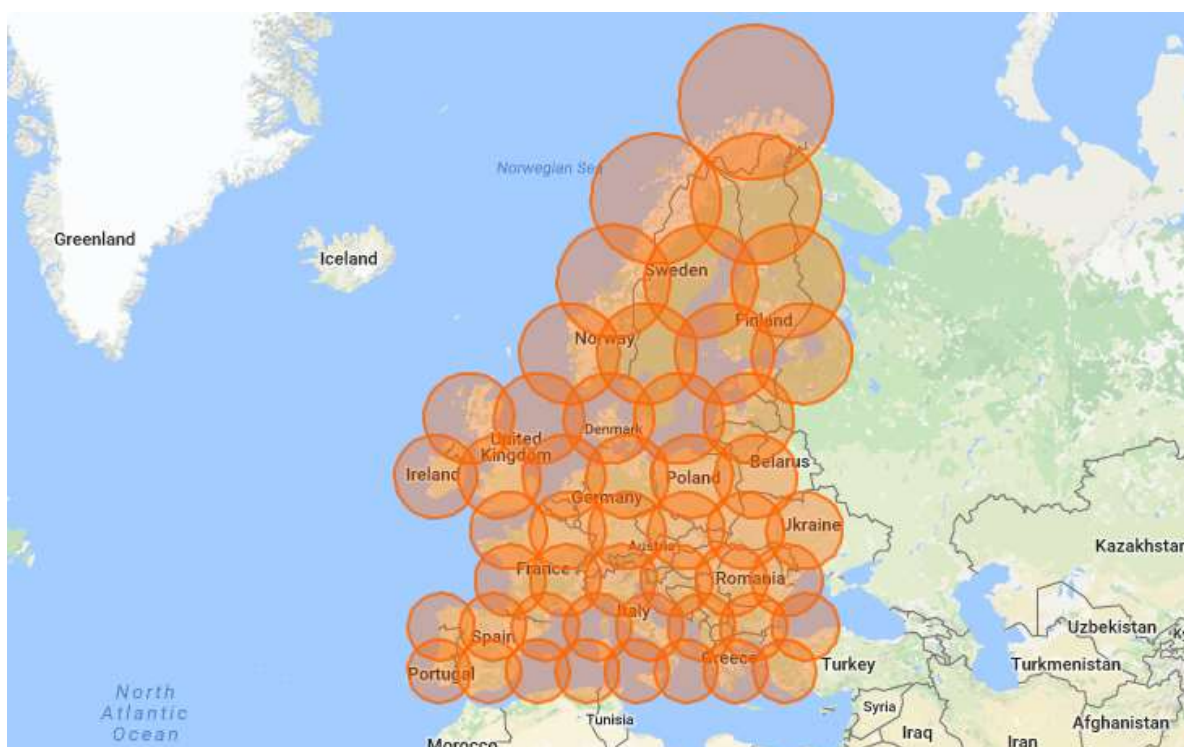 Norwegian Sea
Greenland
Iceland
Sweden
Finland
Norway
Denmark
United
Kingdom
Ireland
Belarus
Poland
Germany
Ukraine
Austria
Kazakhstan
France
Romania
Italy
Spain
Uzbekistan
Portugal
Greece
Turkey
Turkmenistan
North
Atlantic
Ocean
Syria
Tunisia
Afghanistan
Iraq
Iran
Morocco